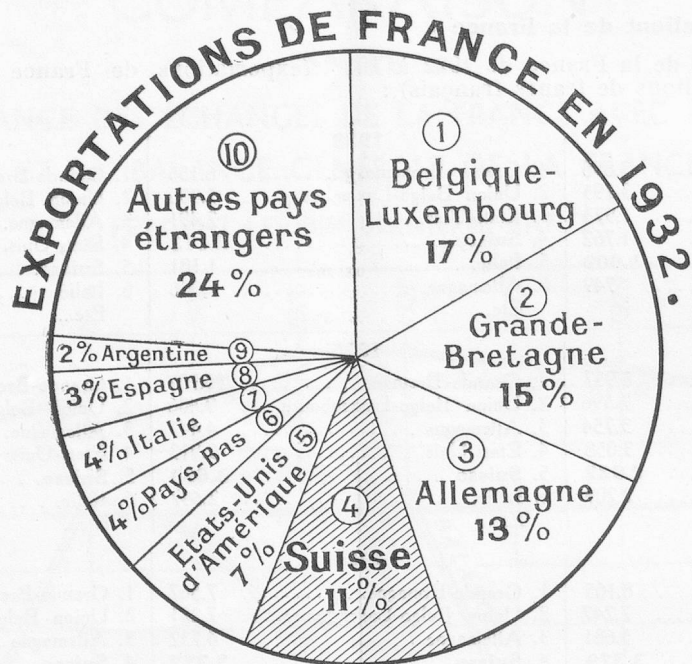 EXPORTATIONS DE FRANCE EN 1932.
1
Belgique-
Luxembourg
17%
2
Grande-
Bretagne
15%
3
Allemagne
13%
4
Suisse
11%
5
Etats-Unis
d'Amérique
7%
6
4% Pays-Bas
7
4% Italie
8
3% Espagne
9
2% Argentine
10
Autres pays
étrangers
24%